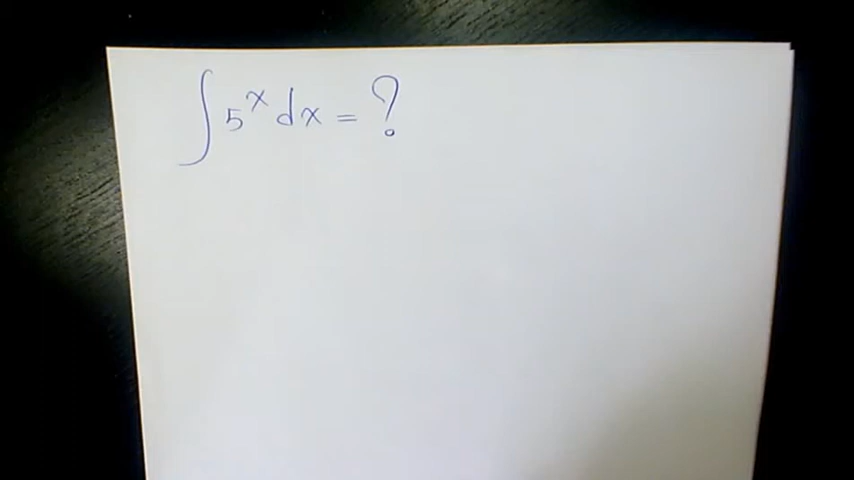 ∫ 5^x dx = ?